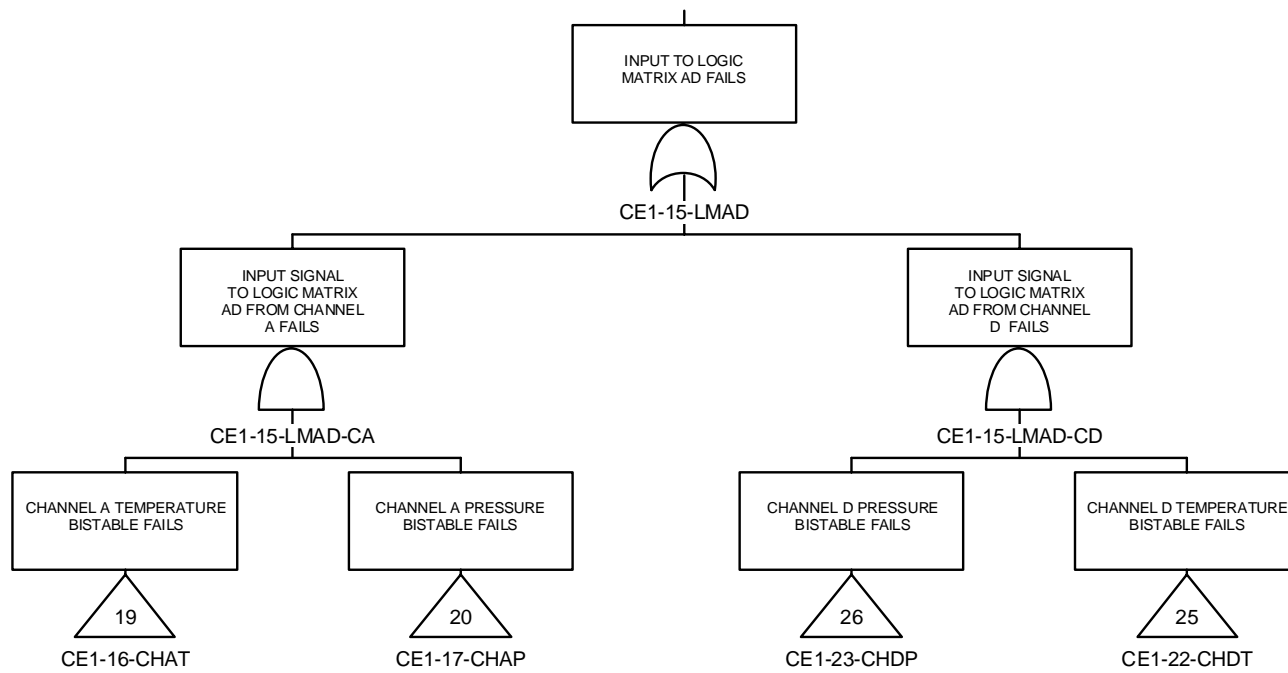 INPUT TO LOGIC
MATRIX AD FAILS
CE1-15-LMAD
INPUT SIGNAL
TO LOGIC MATRIX
AD FROM CHANNEL
A FAILS
CE1-15-LMAD-CA
INPUT SIGNAL
TO LOGIC MATRIX
AD FROM CHANNEL
D FAILS
CE1-15-LMAD-CD
CHANNEL A TEMPERATURE
BISTABLE FAILS
19
CE1-16-CHAT
CHANNEL A PRESSURE
BISTABLE FAILS
20
CE1-17-CHAP
CHANNEL D PRESSURE
BISTABLE FAILS
26
CE1-23-CHDP
CHANNEL D TEMPERATURE
BISTABLE FAILS
25
CE1-22-CHDT